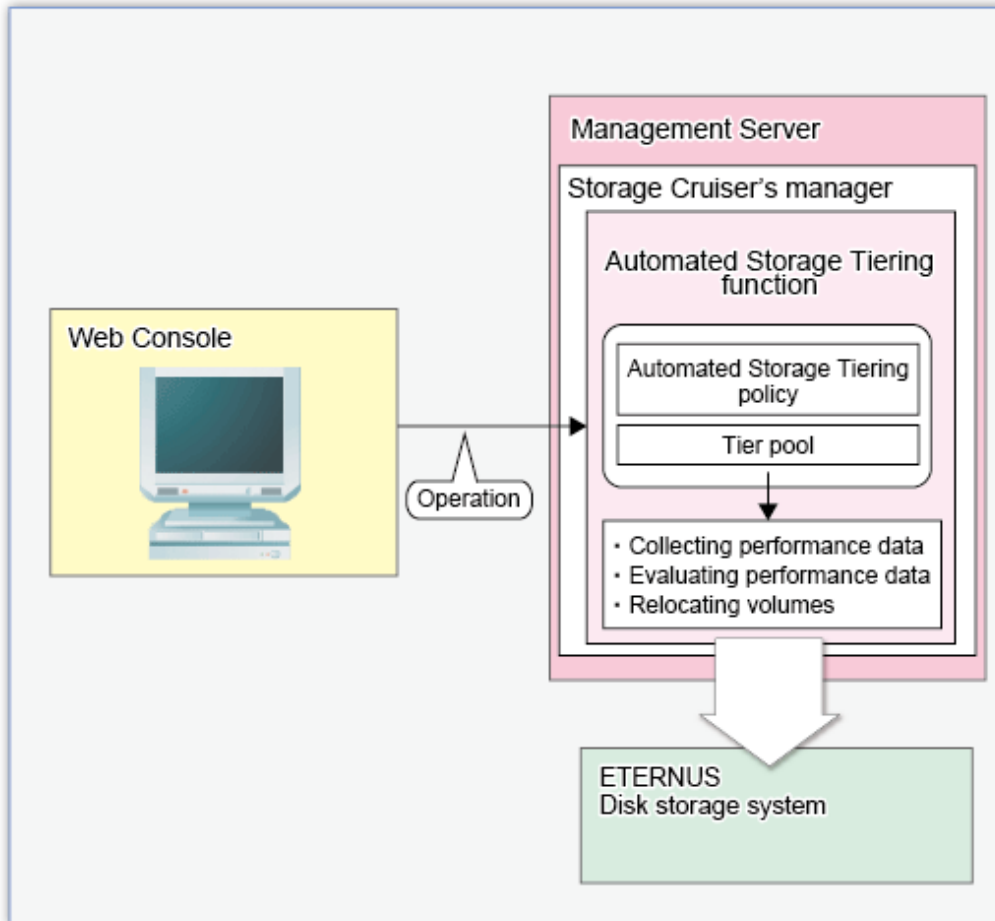 Management Server
Storage Cruiser's manager
Automated Storage Tiering
function
Web Console
Automated Storage Tiering
policy
Tier pool
Operation
・Collecting performance data
・Evaluating performance data
・Relocating volumes
ETERNUS
Disk storage system